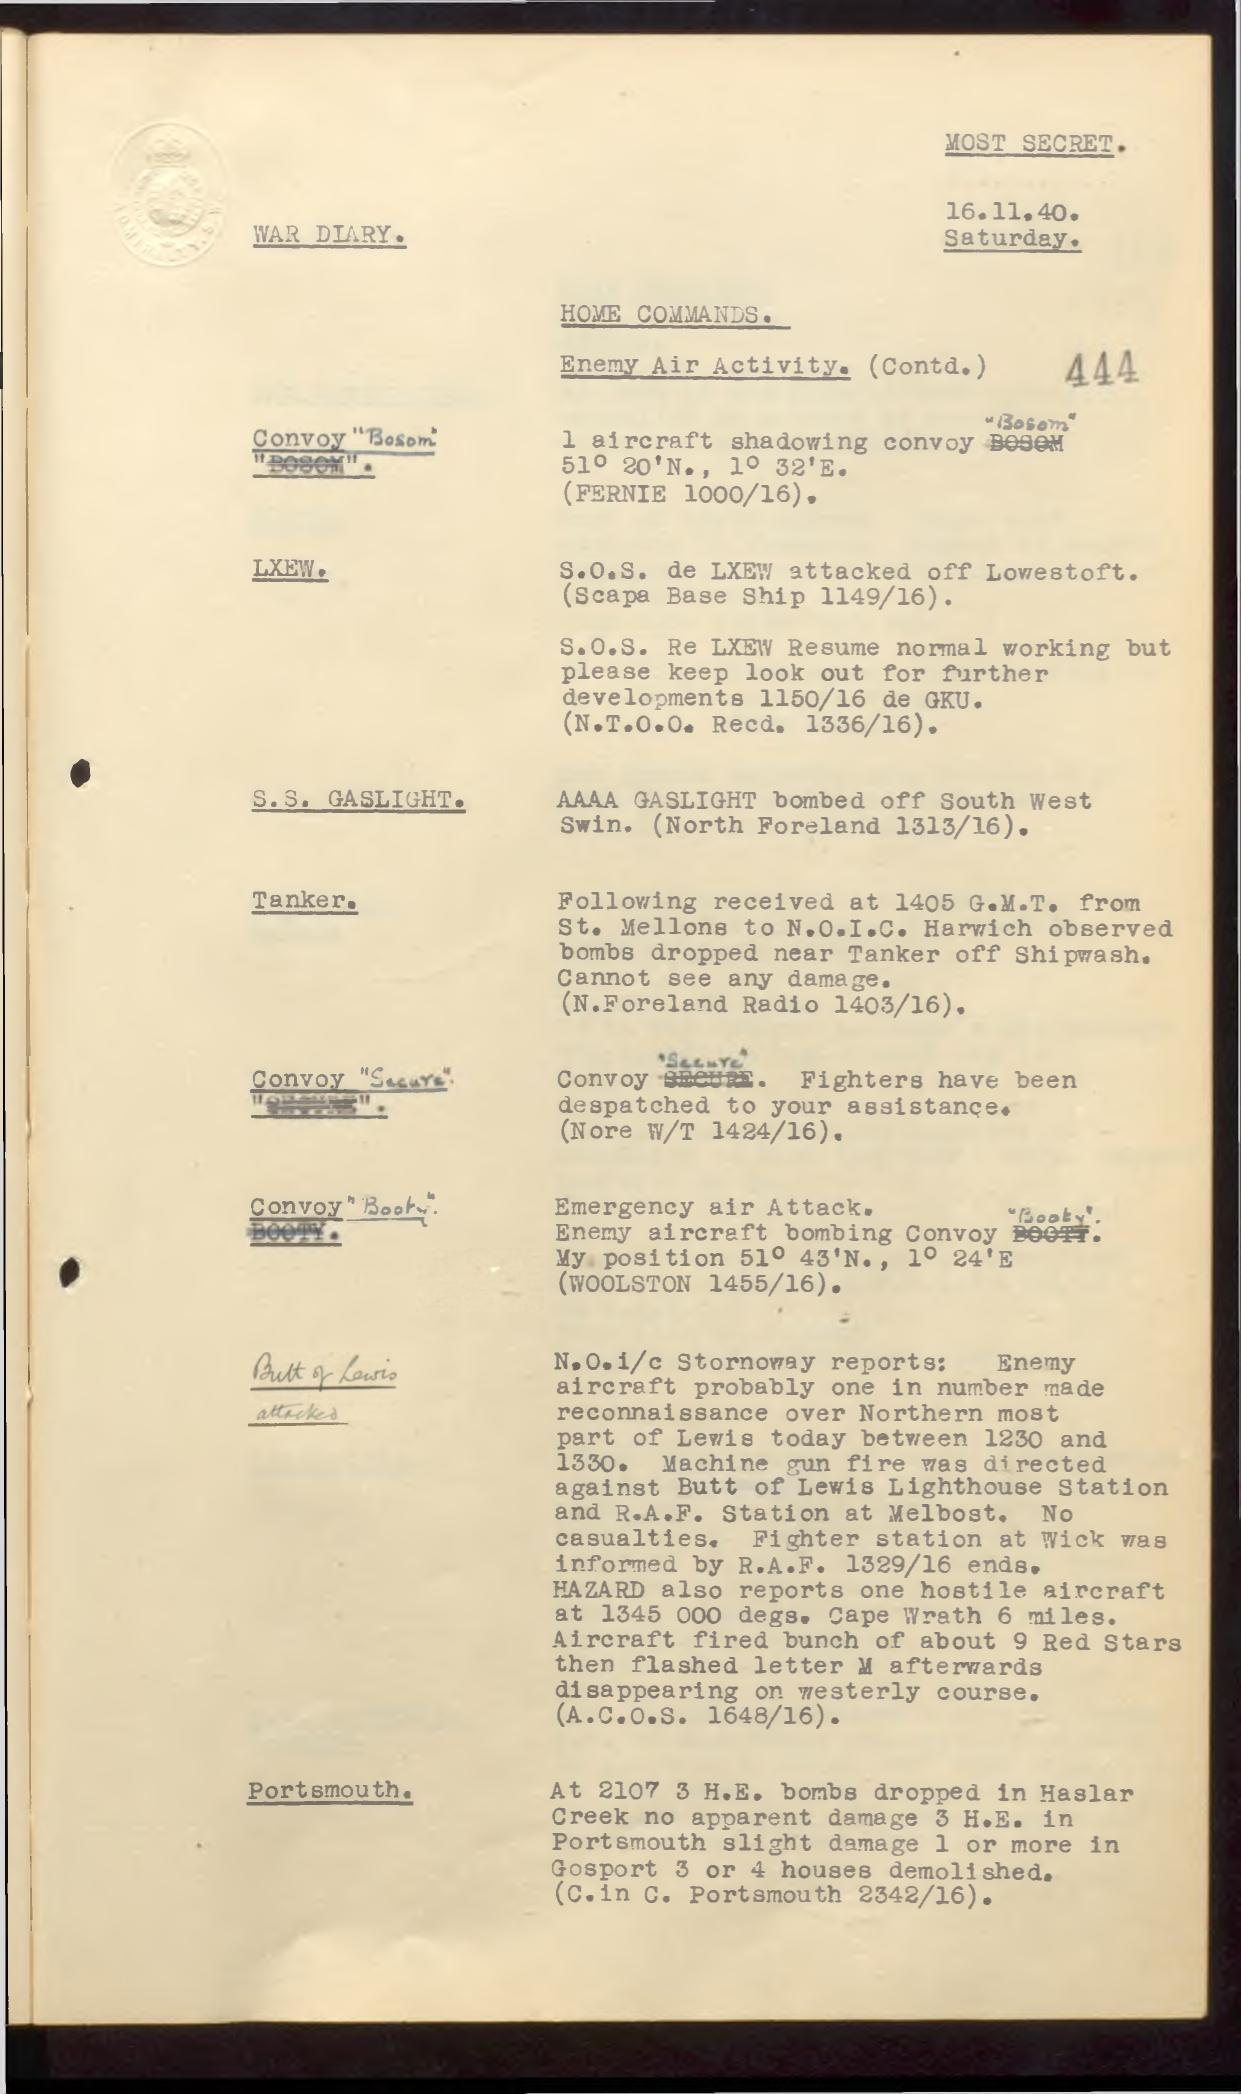 MOST SECRET.
16.11.40.
Saturday.
WAR DIARY.
HOME COMMANDS.
Enemy Air Activity. (Contd.)
444
Convoy "Bosom"
"BOSOM".
"Bosom"
1 aircraft shadowing convoy BOSOM
51° 20'N., 1° 32'E.
(FERNIE 1000/16).
LXEW.
S.O.S. de LXEW attacked off Lowestoft.
(Scapa Base Ship 1149/16).
S.O.S. Re LXEW Resume normal working but
please keep look out for further
developments 1150/16 de GKU.
(N.T.O.O. Recd. 1336/16).
S.S. GASLIGHT.
AAAA GASLIGHT bombed off South West
Swin. (North Foreland 1313/16).
Tanker.
Following received at 1405 G.M.T. from
St. Mellons to N.O.I.C. Harwich observed
bombs dropped near Tanker off Shipwash.
Cannot see any damage.
(N.Foreland Radio 1403/16).
Convoy "Secure".
"SECURE".
"Secure"
Convoy SECURE. Fighters have been
despatched to your assistance.
(Nore W/T 1424/16).
Convoy "Booty".
BOOTY.
Emergency air Attack.
"Booty".
Enemy aircraft bombing Convoy BOOTY.
My position 51° 43'N., 1° 24'E
(WOOLSTON 1455/16).
Butt of Lewis
attacked
N.O.i/c Stornoway reports: Enemy
aircraft probably one in number made
reconnaissance over Northern most
part of Lewis today between 1230 and
1330. Machine gun fire was directed
against Butt of Lewis Lighthouse Station
and R.A.F. Station at Melbost. No
casualties. Fighter station at Wick was
informed by R.A.F. 1329/16 ends.
HAZARD also reports one hostile aircraft
at 1345 000 degs. Cape Wrath 6 miles.
Aircraft fired bunch of about 9 Red Stars
then flashed letter M afterwards
disappearing on westerly course.
(A.C.O.S. 1648/16).
Portsmouth.
At 2107 3 H.E. bombs dropped in Haslar
Creek no apparent damage 3 H.E. in
Portsmouth slight damage 1 or more in
Gosport 3 or 4 houses demolished.
(C.in C. Portsmouth 2342/16).